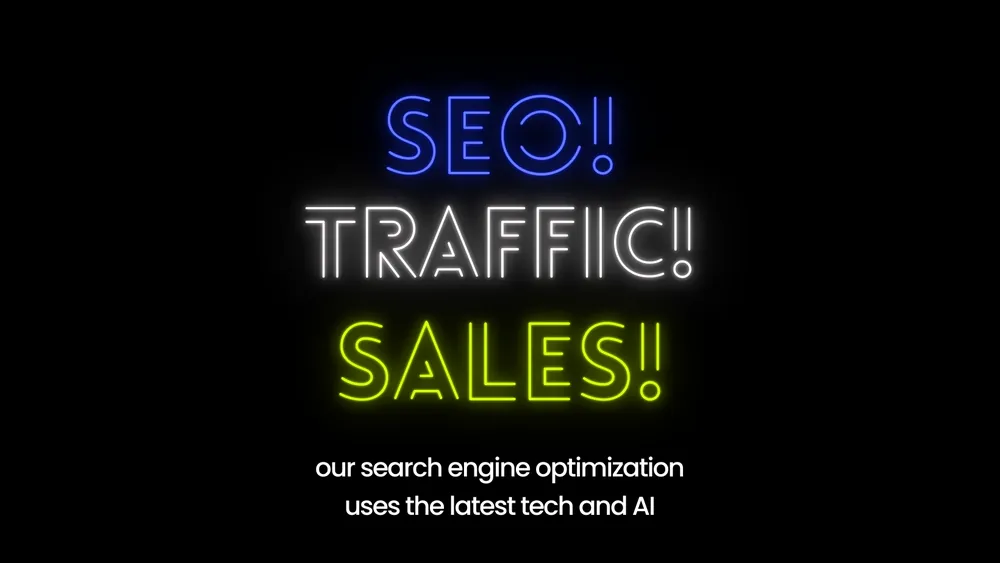 SEO!
TRAFFIC!
SALES!
our search engine optimization
uses the latest tech and AI